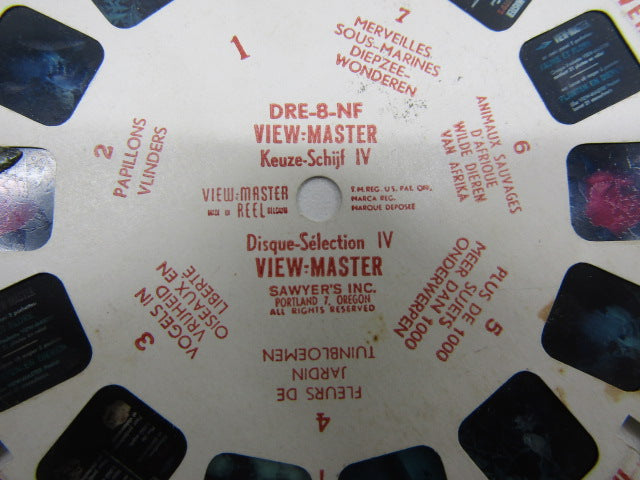 DRE-8-NF
VIEW-MASTER
Keuze-Schijf IV
VIEW-MASTER
MADE IN REEL BELGIUM
T.M. REG. U.S. PAT. OFF.
MARCA REG.
MARQUE DEPOSEE
Disque-Sélection IV
VIEW-MASTER
SAWYER'S INC.
PORTLAND 7, OREGON
ALL RIGHTS RESERVED
1
2
PAPILLONS
VLINDERS
3
VOGELS IN
VRIJHEID
OISEAUX EN
LIBERTE
4
FLEURS DE
JARDIN
TUINBLOEMEN
5
PLUS DE 1000
SUJETS
MEER DAN 1000
ONDERWERPEN
6
ANIMAUX SAUVAGES
D'AFRIQUE
WILDE DIEREN
VAN AFRIKA
7
MERVEILLES
SOUS-MARINES
DIEPZEE-
WONDEREN